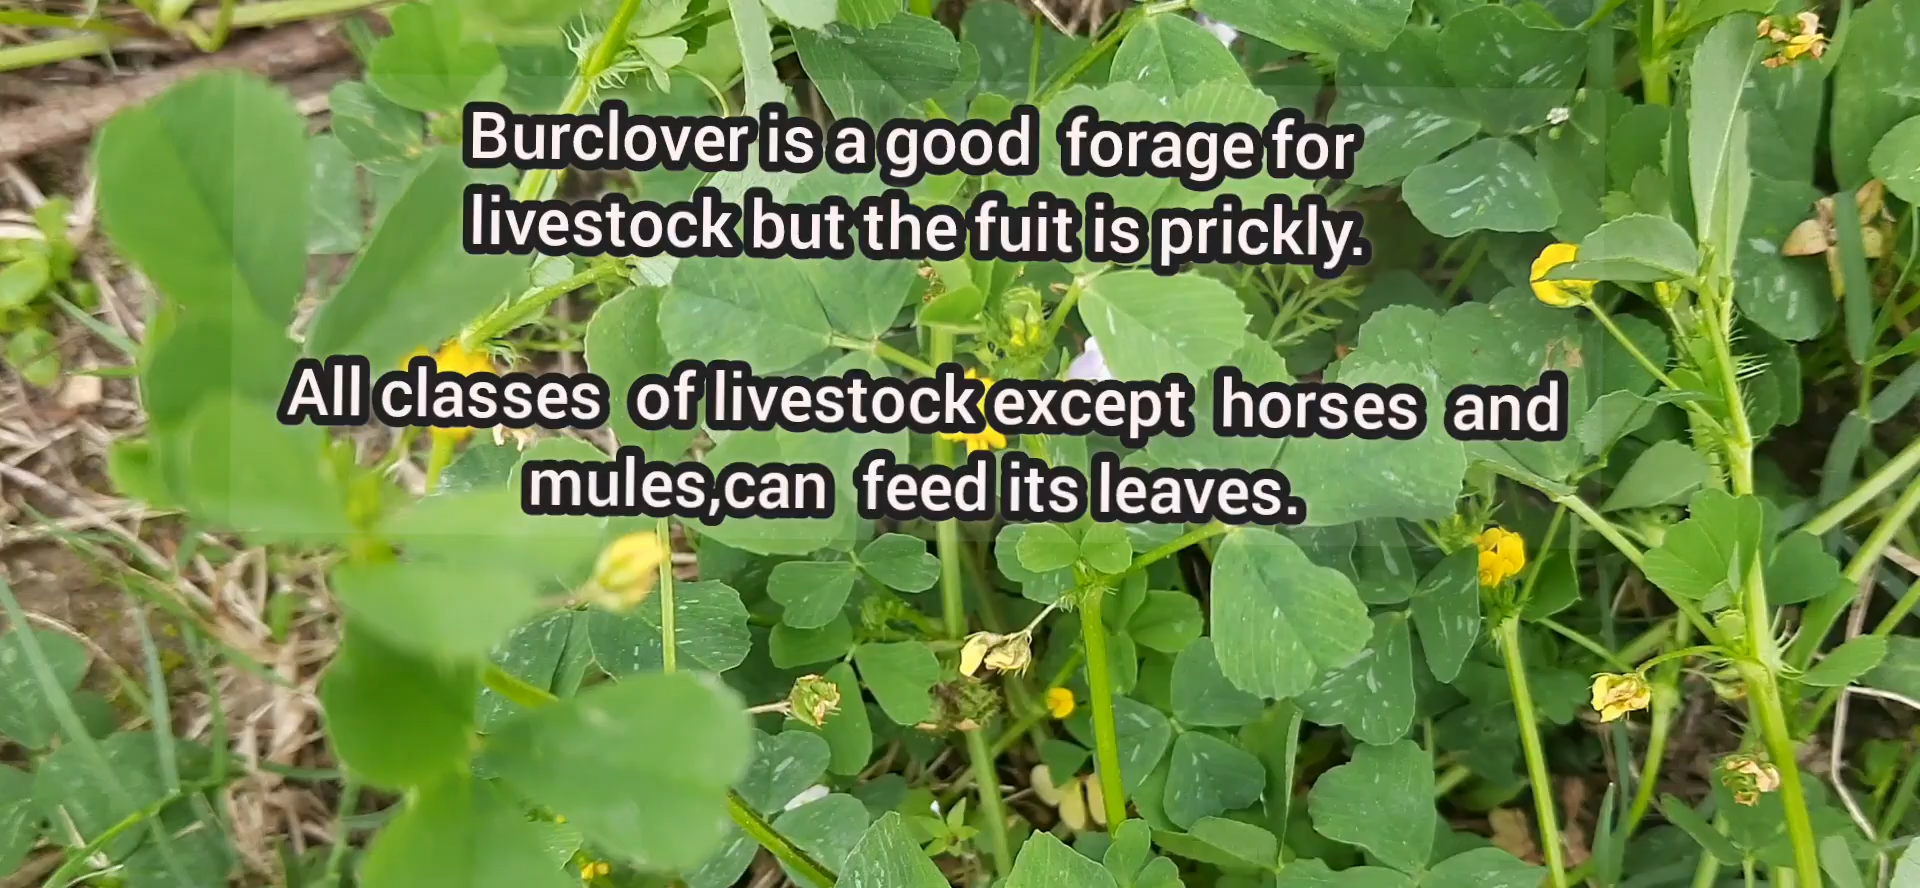 Burclover is a good forage for
livestock but the fuit is prickly.
All classes of livestock except horses and
mules,can feed its leaves.